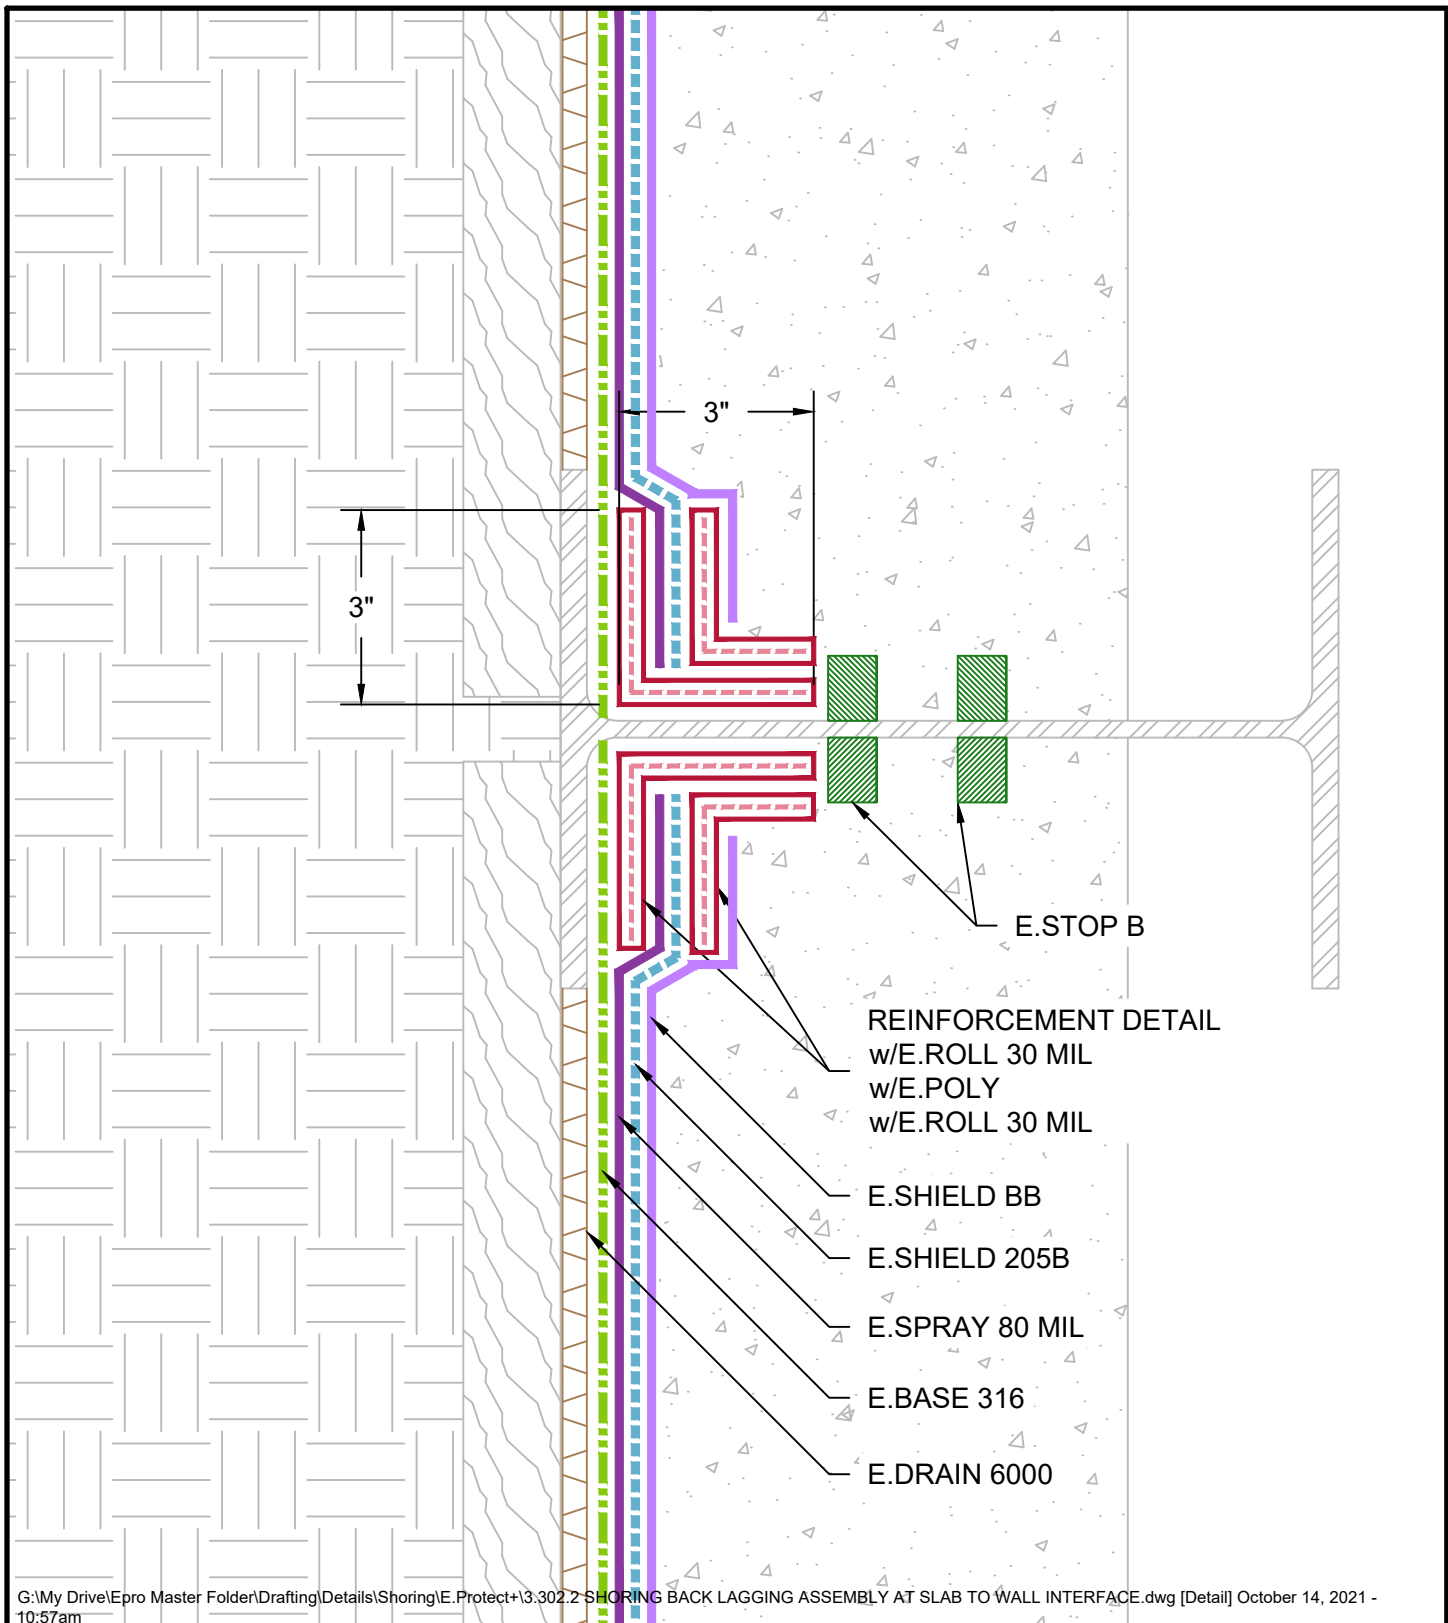 3"
3"
E.STOP B
REINFORCEMENT DETAIL
w/E.ROLL 30 MIL
w/E.POLY
w/E.ROLL 30 MIL
E.SHIELD BB
E.SHIELD 205B
E.SPRAY 80 MIL
E.BASE 316
E.DRAIN 6000
G:\My Drive\Epro Master Folder\Drafting\Details\Shoring\E.Protect+\3.302.2 SHORING BACK LAGGING ASSEMBLY AT SLAB TO WALL INTERFACE.dwg [Detail] October 14, 2021 -
10:57am